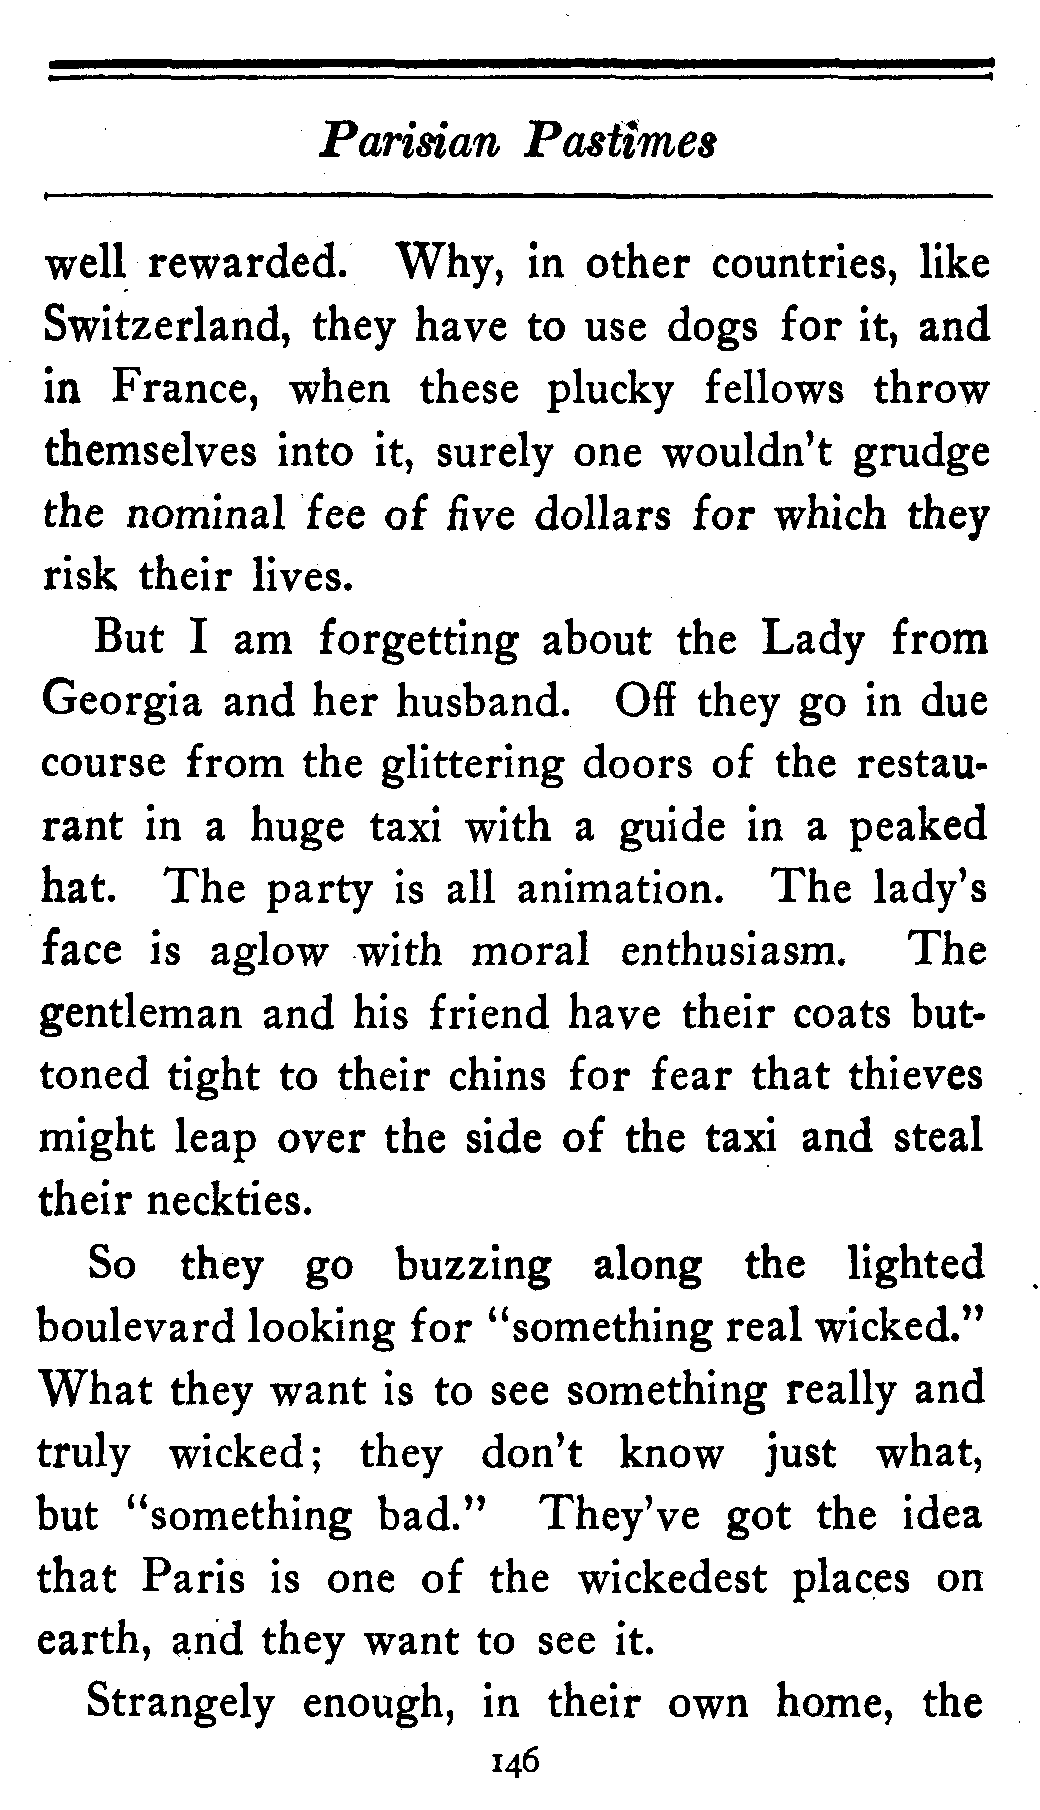 Parisian Pastimes
well rewarded. Why, in other countries, like
Switzerland, they have to use dogs for it, and
in France, when these plucky fellows throw
themselves into it, surely one wouldn't grudge
the nominal fee of five dollars for which they
risk their lives.
But I am forgetting about the Lady from
Georgia and her husband. Off they go in due
course from the glittering doors of the restau-
rant in a huge taxi with a guide in a peaked
hat. The party is all animation. The lady's
face is aglow with moral enthusiasm. The
gentleman and his friend have their coats but-
toned tight to their chins for fear that thieves
might leap over the side of the taxi and steal
their neckties.
So they go buzzing along the lighted
boulevard looking for "something real wicked."
What they want is to see something really and
truly wicked; they don't know just what,
but "something bad." They've got the idea
that Paris is one of the wickedest places on
earth, and they want to see it.
Strangely enough, in their own home, the
146